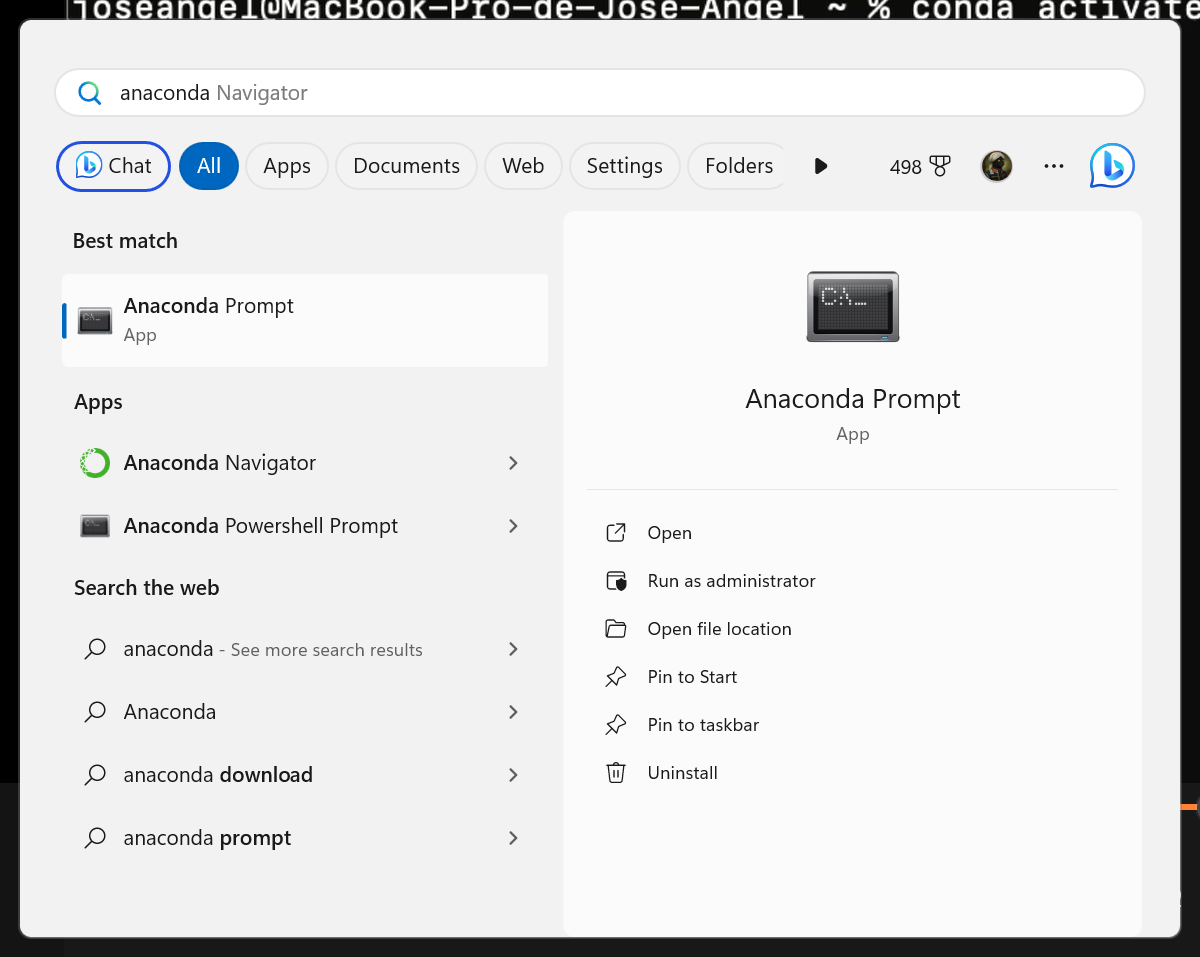 joseangel@MacBook-Pro-de-Jose-Angel ~ % conda activate
anaconda Navigator
Chat
All
Apps
Documents
Web
Settings
Folders
498
Best match
Anaconda Prompt
App
Apps
Anaconda Navigator
Anaconda Powershell Prompt
Search the web
anaconda - See more search results
Anaconda
anaconda download
anaconda prompt
C:\_
Anaconda Prompt
App
Open
Run as administrator
Open file location
Pin to Start
Pin to taskbar
Uninstall